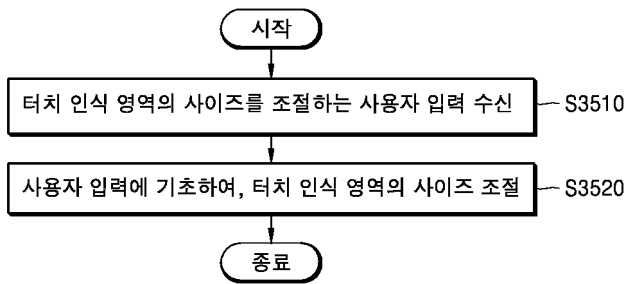 시작
터치 인식 영역의 사이즈를 조절하는 사용자 입력 수신
S3510
사용자 입력에 기초하여, 터치 인식 영역의 사이즈 조절
S3520
종료